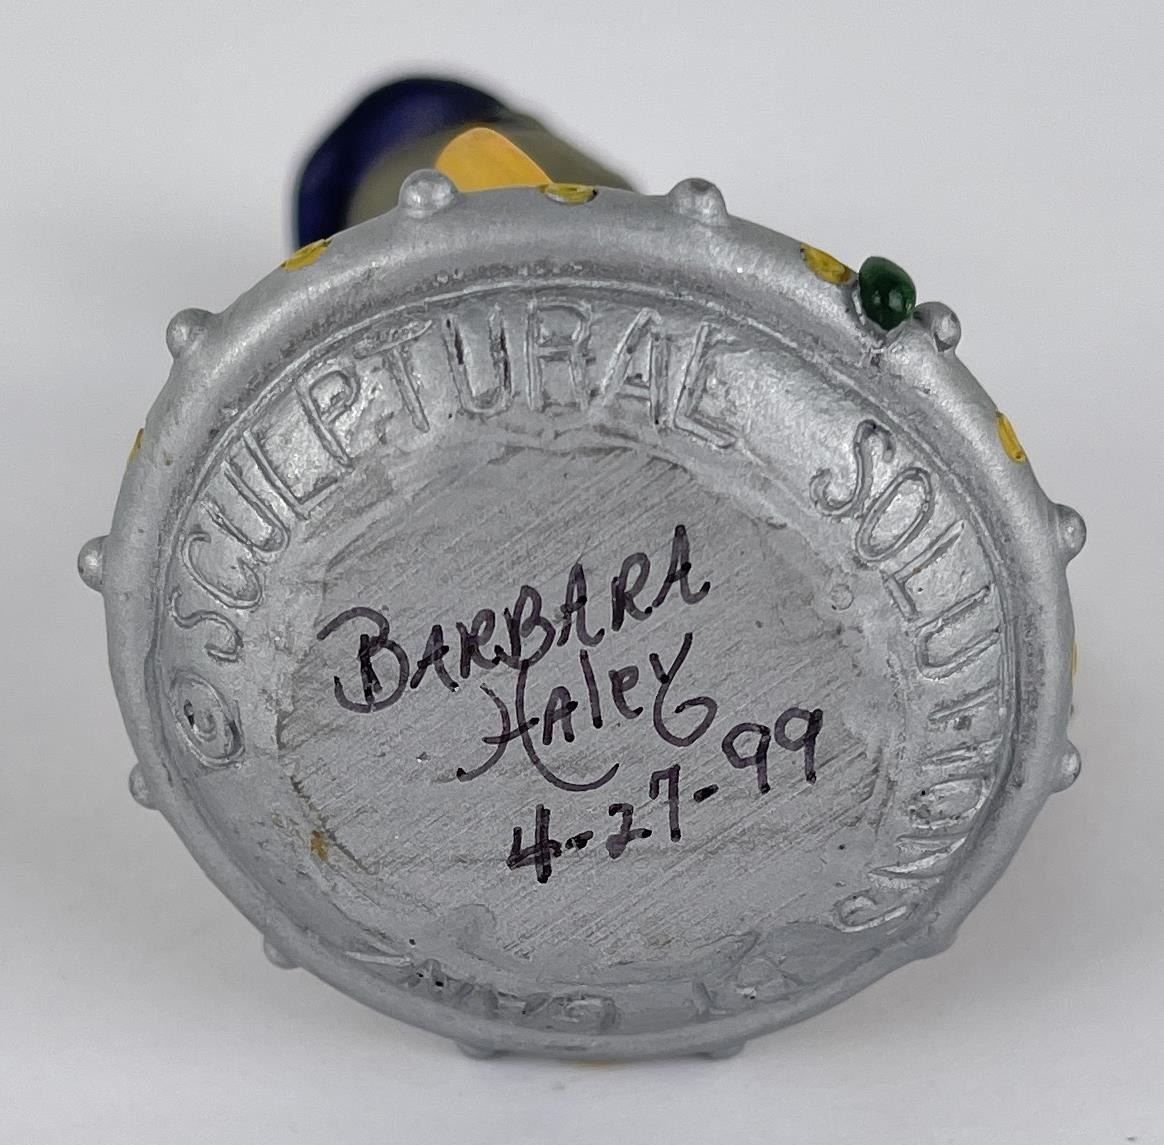 © SCULPTURAL SOLUTIONS
BARBARA
Haley
4-27-99